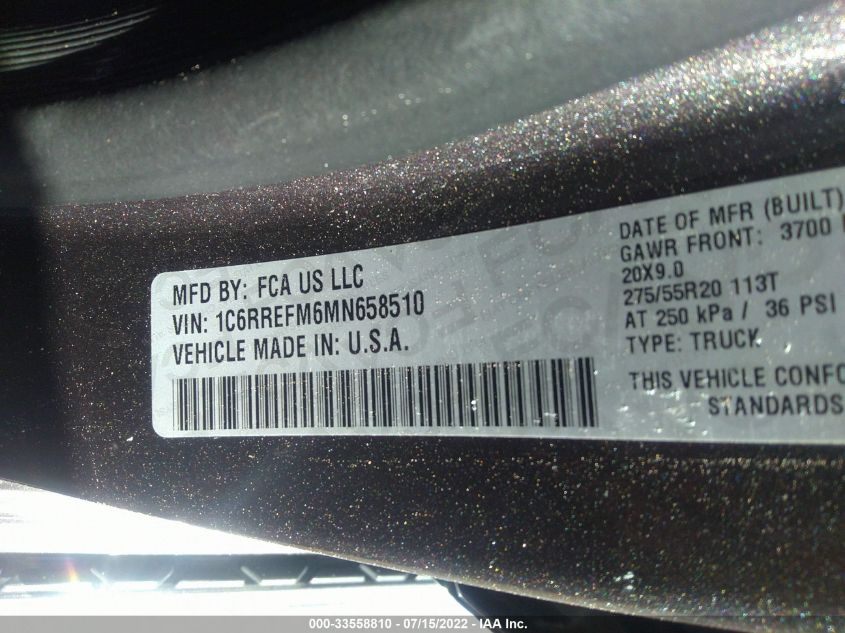 MFD BY: FCA US LLC
VIN: 1C6RREFM6MN658510
VEHICLE MADE IN: U.S.A.
DATE OF MFR (BUILT)
GAWR FRONT: 3700
20X9.0
275/55R20 113T
AT 250 kPa / 36 PSI
TYPE: TRUCK
THIS VEHICLE CONFO
STANDARDS
000-33558810 - 07/15/2022 - IAA Inc.